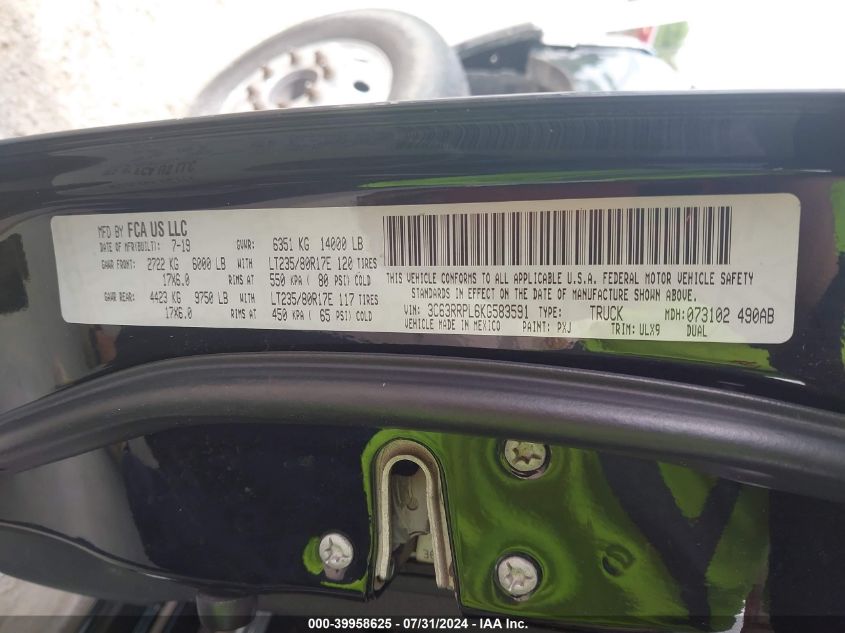 MFD BY FCA US LLC
DATE OF MFR(BUILT): 7-19 GVWR: 6351 KG 14000 LB
GAWR FRONT: 2722 KG 6000 LB WITH LT235/80R17E 120 TIRES
17X6.0 RIMS AT 550 KPA ( 80 PSI) COLD
GAWR REAR: 4423 KG 9750 LB WITH LT235/80R17E 117 TIRES
17X6.0 RIMS AT 450 KPA ( 65 PSI) COLD
THIS VEHICLE CONFORMS TO ALL APPLICABLE U.S.A. FEDERAL MOTOR VEHICLE SAFETY
STANDARDS IN EFFECT ON THE DATE OF MANUFACTURE SHOWN ABOVE.
VIN: 3C63RRPL6KG583591 TYPE: TRUCK MDH: 073102 490AB
VEHICLE MADE IN MEXICO PAINT: PXJ TRIM: ULX9 DUAL
000-39958625 - 07/31/2024 - IAA Inc.